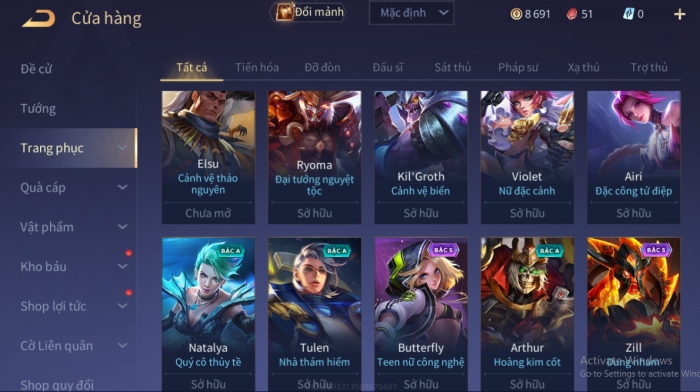 Cửa hàng
Đổi mảnh
Mặc định
8 691
51
0
Đề cử
Tướng
Trang phục
Quà cáp
Vật phẩm
Kho báu
Shop lợi tức
Cờ Liên quân
Shop quy đổi
Tất cả
Tiến hóa
Đỡ đòn
Đấu sĩ
Sát thủ
Pháp sư
Xạ thủ
Trợ thủ
Elsu
Cảnh vệ thảo
nguyên
Chưa mở
Ryoma
Đại tướng nguyệt
tộc
Sở hữu
Kil'Groth
Cảnh vệ biển
Sở hữu
Violet
Nữ đặc cảnh
Sở hữu
Airi
Đặc công tử điệp
Sở hữu
BẬC A
Natalya
Quý cô thủy tề
Sở hữu
BẬC A
Tulen
Nhà thám hiểm
Sở hữu
BẬC S
Butterfly
Teen nữ công nghệ
Sở hữu
BẬC A
Arthur
Hoàng kim cốt
Sở hữu
BẬC S
Zill
Dung nham
Sở hữu
Activate Windows
Go to Settings to activate Win